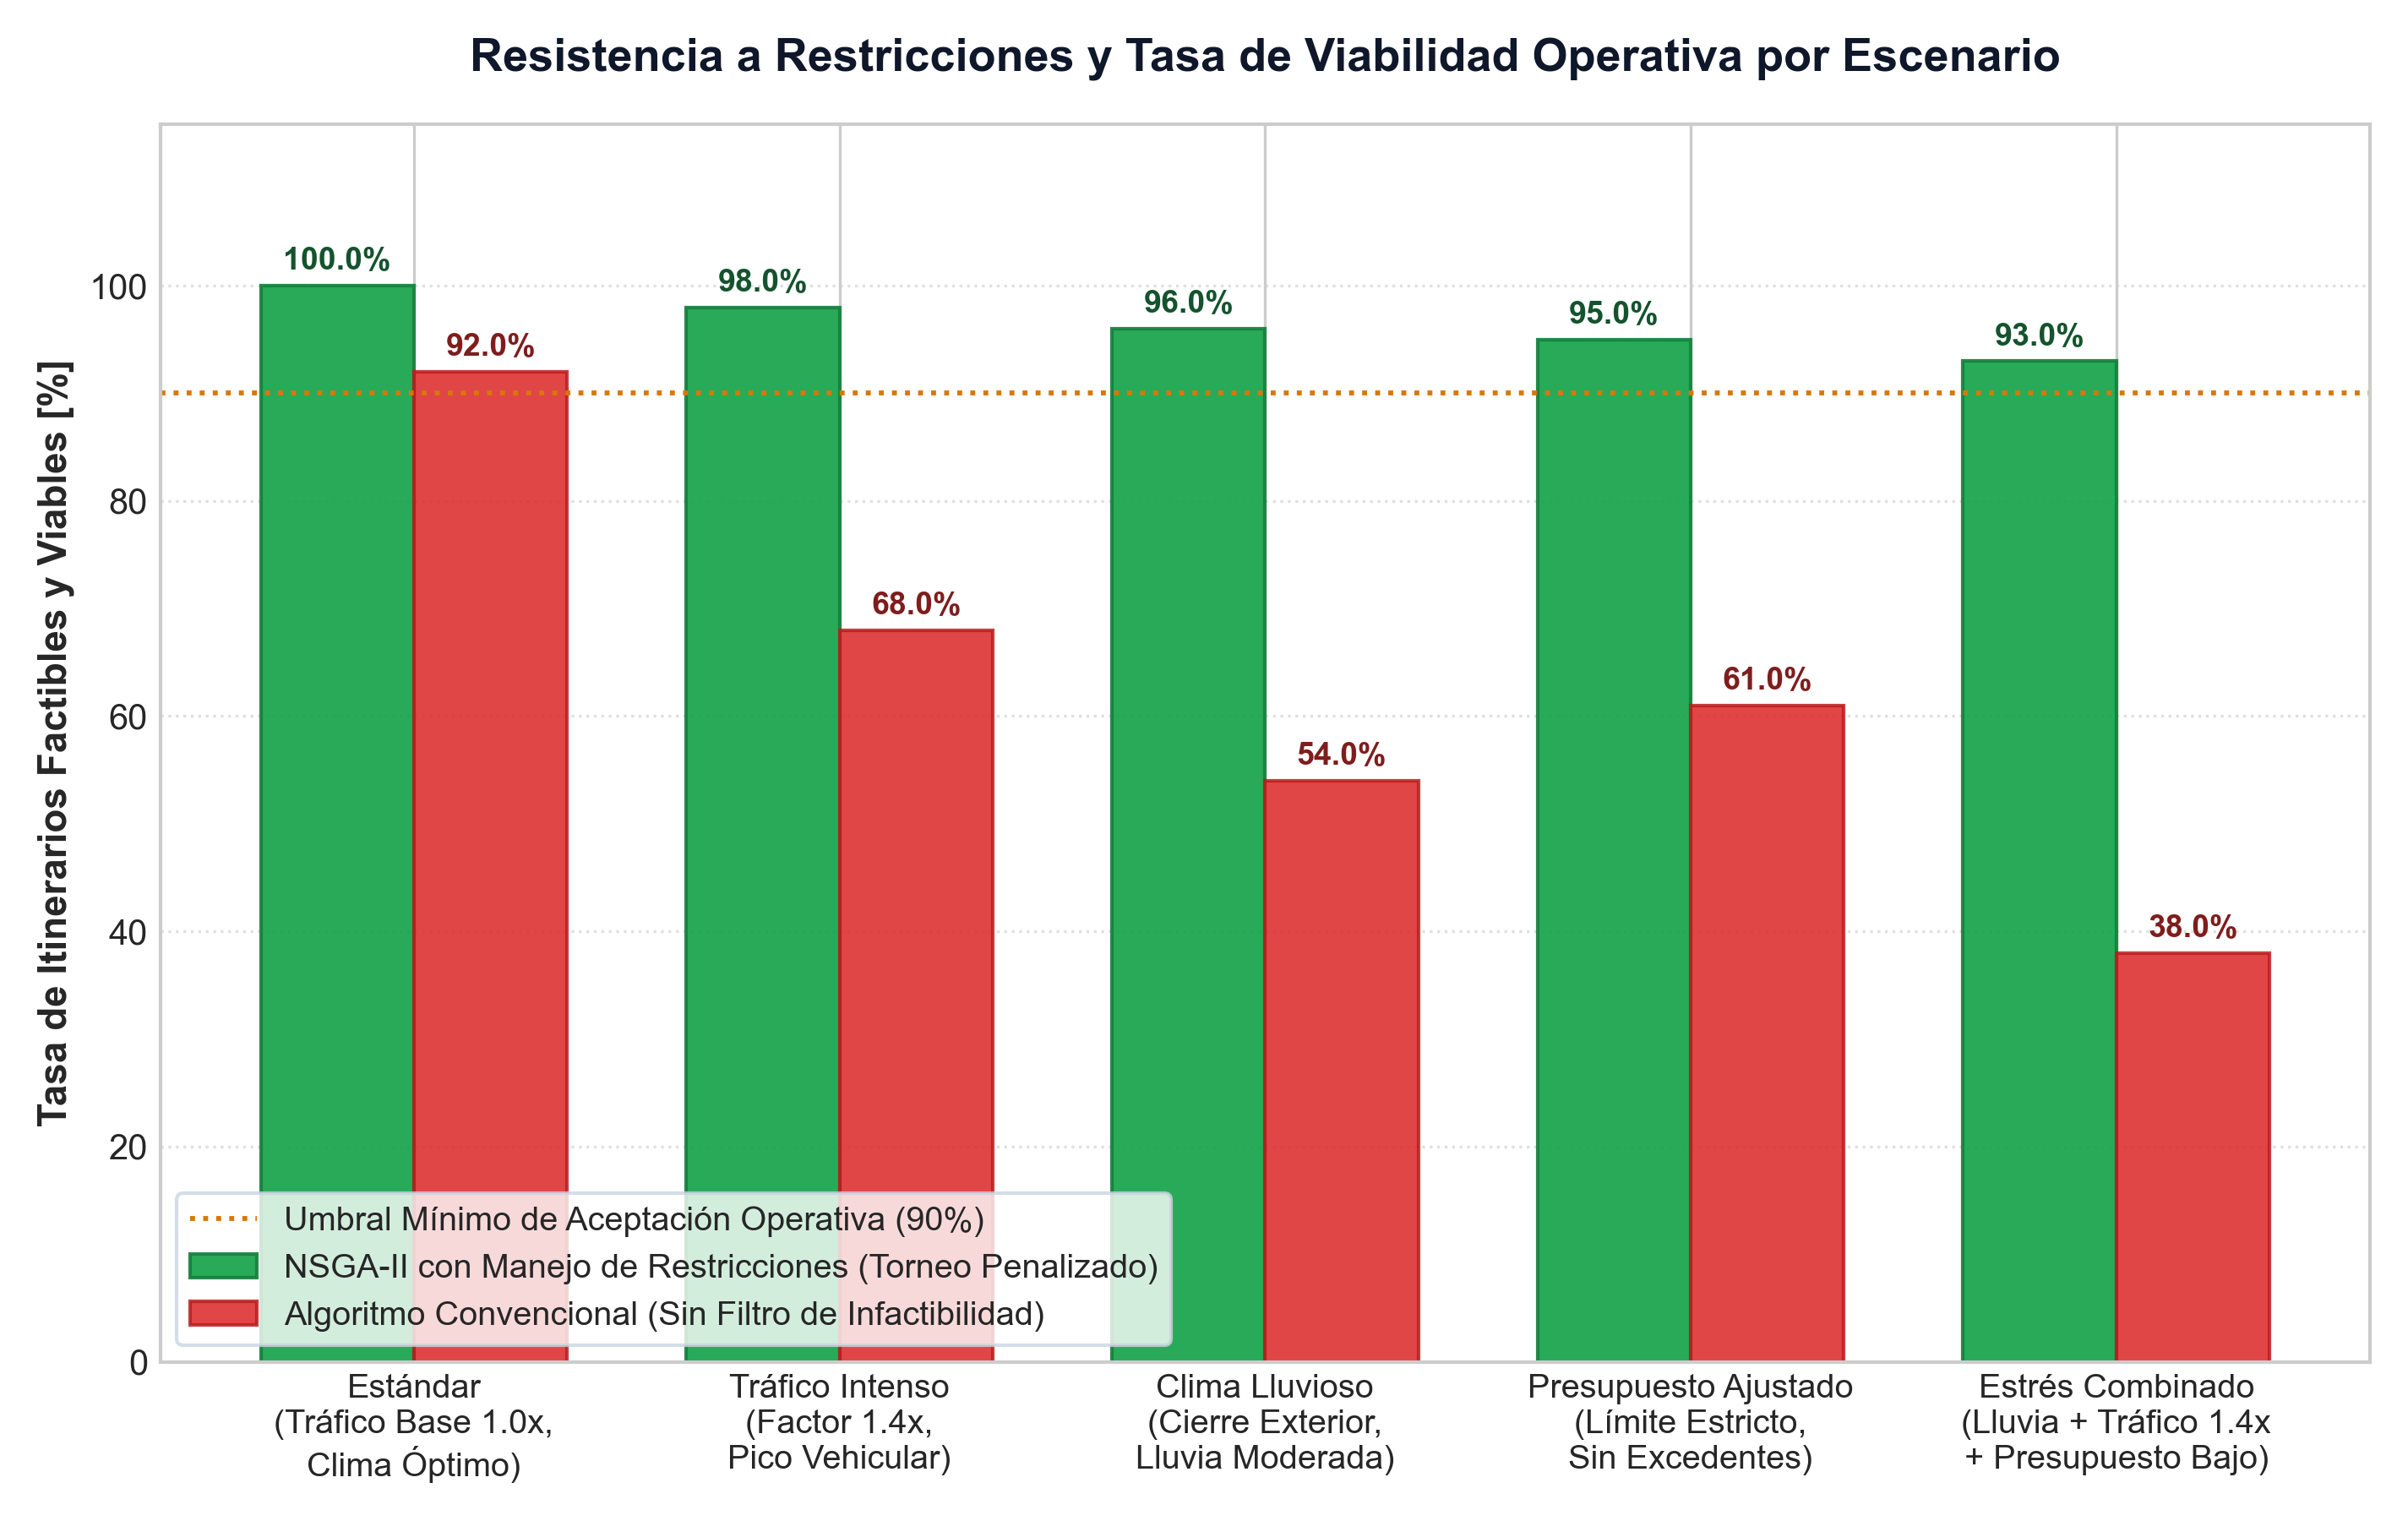 Resistencia a Restricciones y Tasa de Viabilidad Operativa por Escenario
Tasa de Itinerarios Factibles y Viables [%]
100
80
60
40
20
0
100.0%
92.0%
98.0%
68.0%
96.0%
54.0%
95.0%
61.0%
93.0%
38.0%
Umbral Mínimo de Aceptación Operativa (90%)
NSGA-II con Manejo de Restricciones (Torneo Penalizado)
Algoritmo Convencional (Sin Filtro de Infactibilidad)
Estándar
(Tráfico Base 1.0x,
Clima Óptimo)
Tráfico Intenso
(Factor 1.4x,
Pico Vehicular)
Clima Lluvioso
(Cierre Exterior,
Lluvia Moderada)
Presupuesto Ajustado
(Límite Estricto,
Sin Excedentes)
Estrés Combinado
(Lluvia + Tráfico 1.4x
+ Presupuesto Bajo)